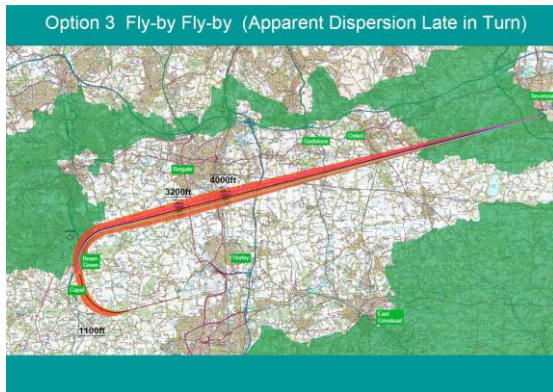 Option 3 Fly-by Fly-by (Apparent Dispersion Late in Turn)
Oxted
Godstone
Reigate
4000ft
3200ft
Beare
Green
Horley
Capel
East
Grinstead
1100ft